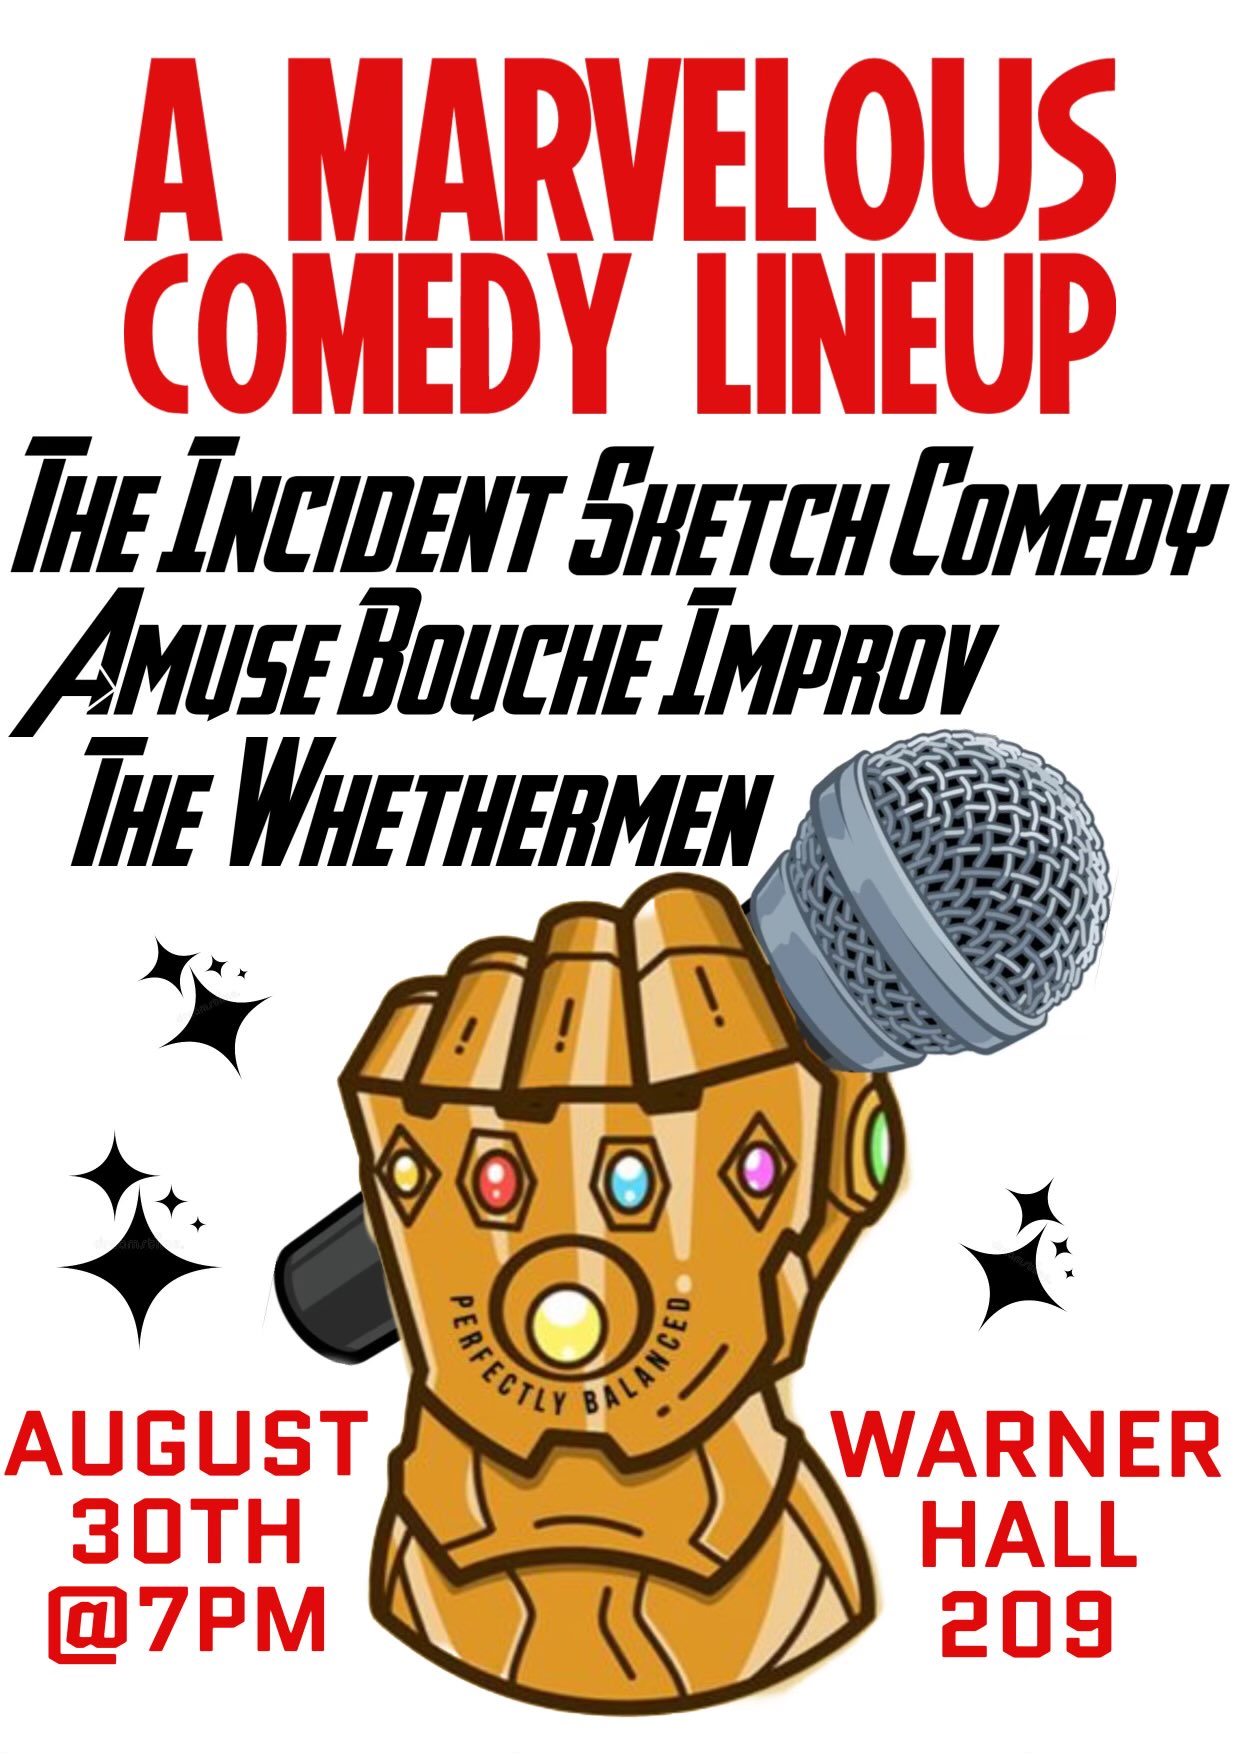 A MARVELOUS
COMEDY LINEUP
THE INCIDENT SKETCH COMEDY
AMUSE BOUCHE IMPROV
THE WHETHERMEN
PERFECTLY BALANCED
AUGUST
30TH
@7PM
WARNER
HALL
209